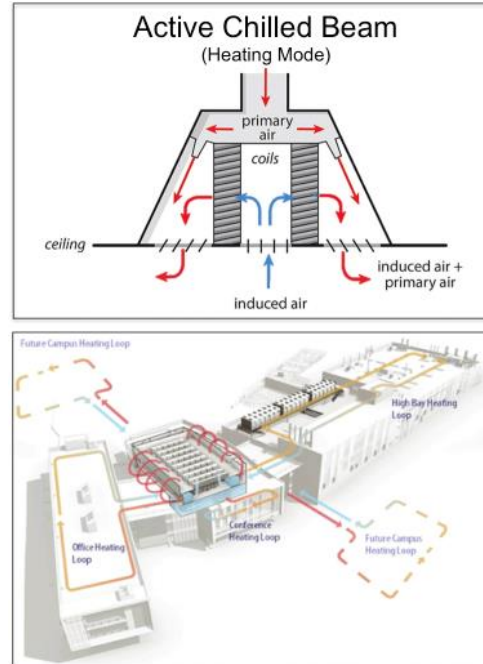 Active Chilled Beam
(Heating Mode)
primary
air
coils
ceiling
induced air +
primary air
induced air
Future Campus Heating Loop
High Bay Heating
Loop
Office Heating
Loop
Conference
Heating Loop
Future Campus
Heating Loop